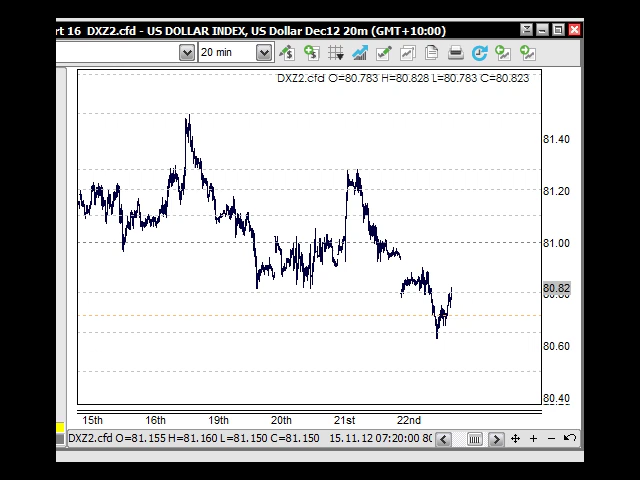 rt 16 DXZ2.cfd - US DOLLAR INDEX, US Dollar Dec12 20m (GMT+10:00)
20 min
DXZ2.cfd O=80.783 H=80.828 L=80.783 C=80.823
81.40
81.20
81.00
80.82
80.60
80.40
15th 16th 19th 20th 21st 22nd
DXZ2.cfd O=81.155 H=81.160 L=81.150 C=81.150 15.11.12 07:20:00 80